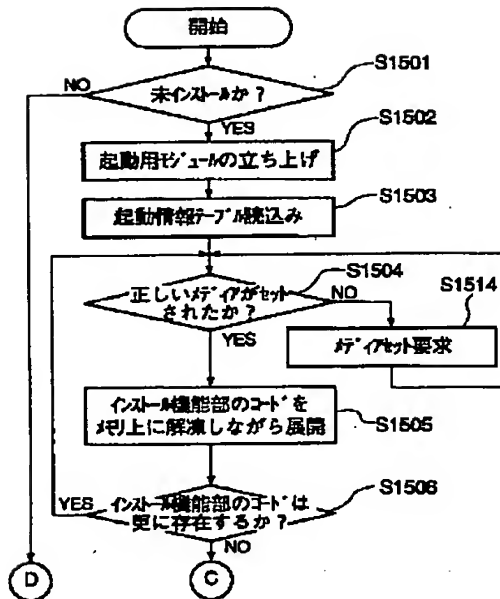 開始
S1501
NO
未インストールか?
YES
S1502
起動用モジュールの立ち上げ
S1503
起動情報テーブル読込み
S1504
正しいメディアがセット
されたか?
NO
S1514
YES
メディアセット要求
インストール機能部のコードを
メモリ上に解凍しながら展開
S1505
S1506
YES
インストール機能部のコードは
更に存在するか?
NO
D
C